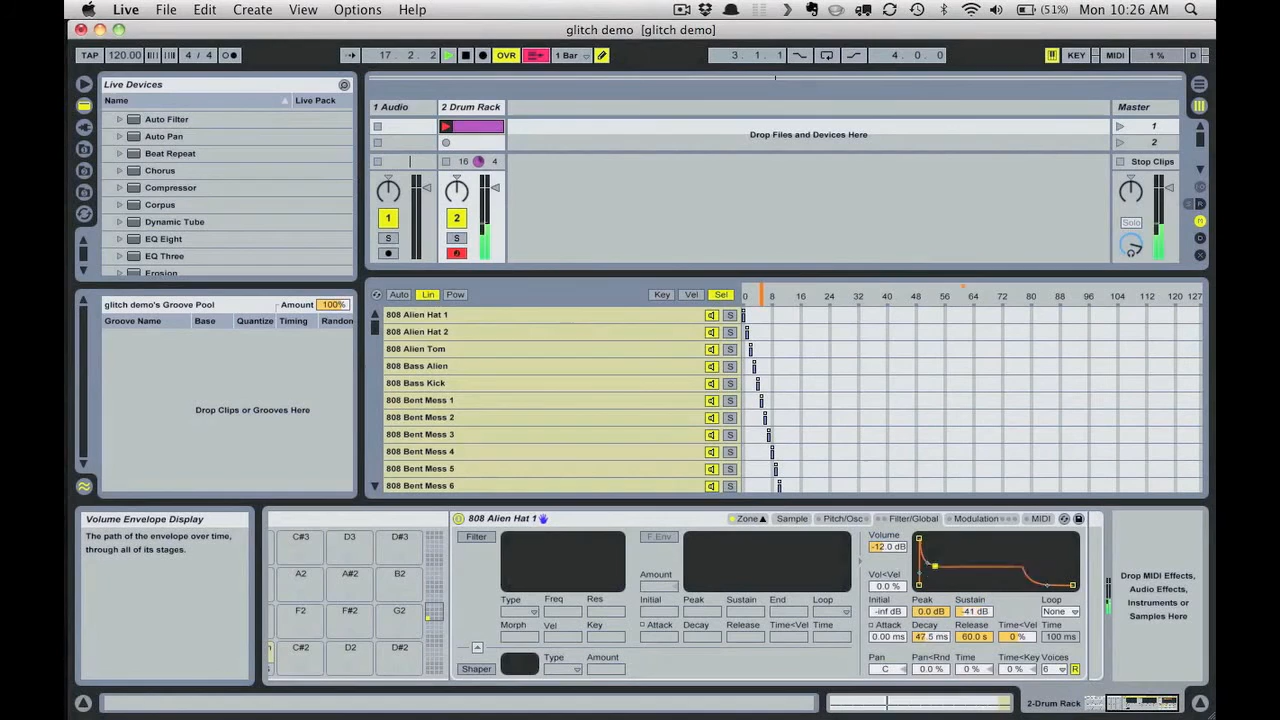 Live File Edit Create View Options Help (51%) Mon 10:26 AM
glitch demo [glitch demo]
TAP 120.00 4 / 4 17. 2. 2 OVR 1 Bar 3. 1. 1 4. 0. 0 KEY MIDI 1 % D
Live Devices
Name Live Pack
Auto Filter
Auto Pan
Beat Repeat
Chorus
Compressor
Corpus
Dynamic Tube
EQ Eight
EQ Three
Erosion
1 Audio 2 Drum Rack Master
Drop Files and Devices Here
1
2
16 4 Stop Clips
1 2 Solo
S S
S R
glitch demo's Groove Pool Amount 100%
Groove Name Base Quantize Timing Random
Drop Clips or Grooves Here
Auto Lin Pow Key Vel Sel 0 8 16 24 32 40 48 56 64 72 80 88 96 104 112 120 127
808 Alien Hat 1 S
808 Alien Hat 2 S
808 Alien Tom S
808 Bass Alien S
808 Bass Kick S
808 Bent Mess 1 S
808 Bent Mess 2 S
808 Bent Mess 3 S
808 Bent Mess 4 S
808 Bent Mess 5 S
808 Bent Mess 6 S
Volume Envelope Display
The path of the envelope over time,
through all of its stages.
C#3 D3 D#3
A2 A#2 B2
F2 F#2 G2
C#2 D2 D#2
808 Alien Hat 1 Zone Sample Pitch/Osc Filter/Global Modulation MIDI
Filter F.Env Volume
-12.0 dB
Amount Vol<Vel
0.0 %
Type Freq Res Initial Peak Sustain End Loop Initial Peak Sustain Loop
-inf dB 0.0 dB -41 dB None
Morph Vel Key Attack Decay Release Time<Vel Time Attack Decay Release Time<Vel Time
0.00 ms 47.5 ms 60.0 s 0 % 100 ms
Shaper Type Amount Pan Pan<Rnd Time Time<Key Voices
C 0.0 % 0 % 0 % 6 R
Drop MIDI Effects,
Audio Effects,
Instruments or
Samples Here
2-Drum Rack